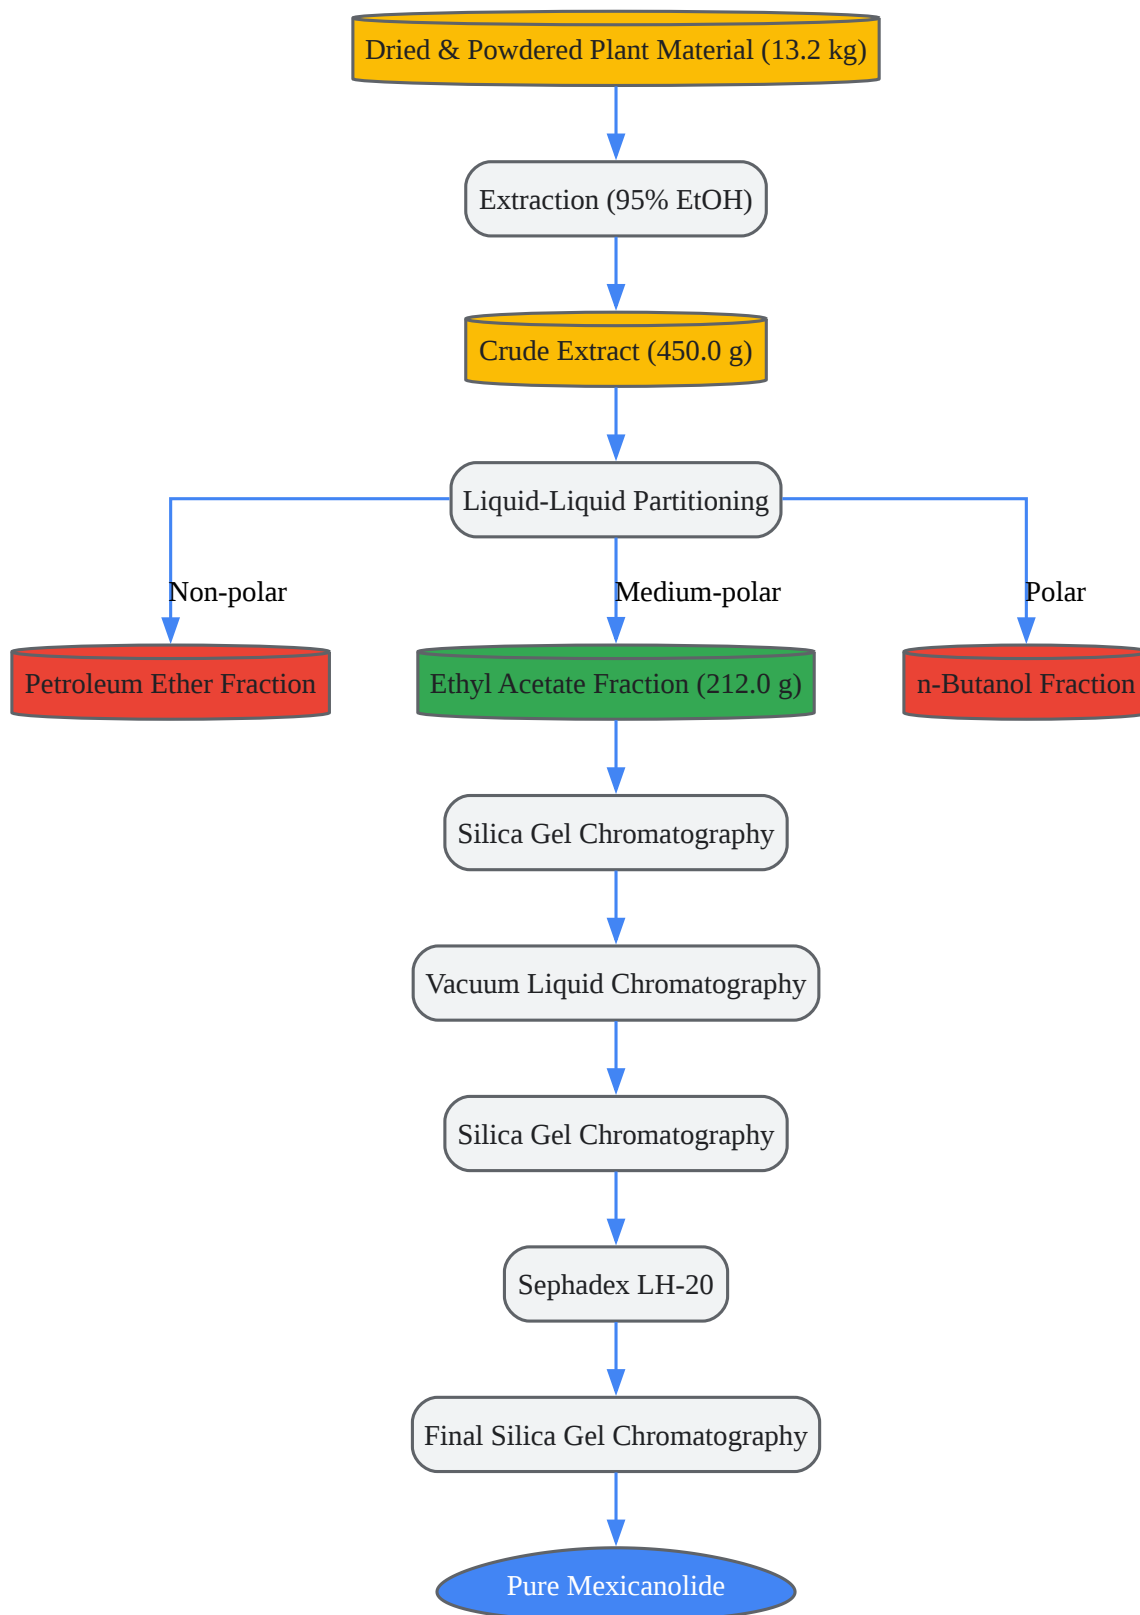 Dried & Powdered Plant Material (13.2 kg)
Extraction (95% EtOH)
Crude Extract (450.0 g)
Liquid-Liquid Partitioning
Non-polar
Medium-polar
Polar
Petroleum Ether Fraction
Ethyl Acetate Fraction (212.0 g)
n-Butanol Fraction
Silica Gel Chromatography
Vacuum Liquid Chromatography
Silica Gel Chromatography
Sephadex LH-20
Final Silica Gel Chromatography
Pure Mexicanolide